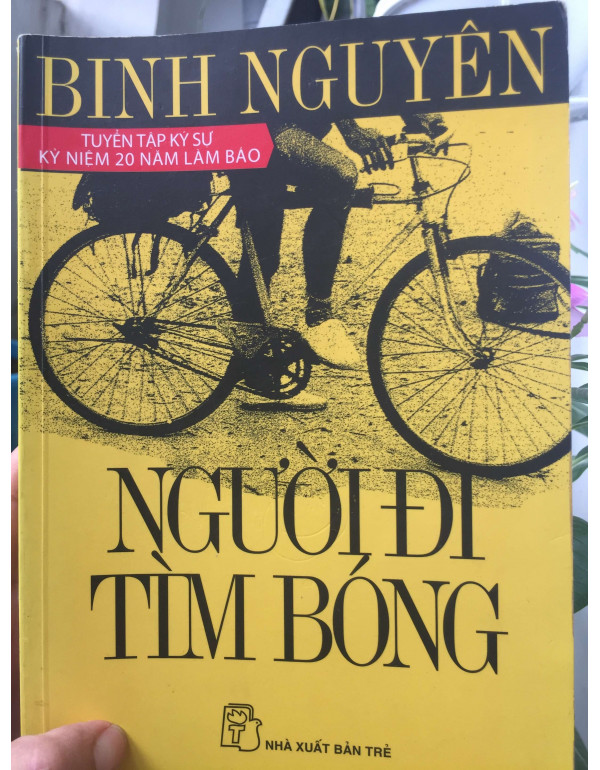 BINH NGUYÊN
TUYỂN TẬP KÝ SỰ
KỶ NIỆM 20 NĂM LÀM BÁO
NGƯỜI ĐI
TÌM BÓNG
NHÀ XUẤT BẢN TRẺ